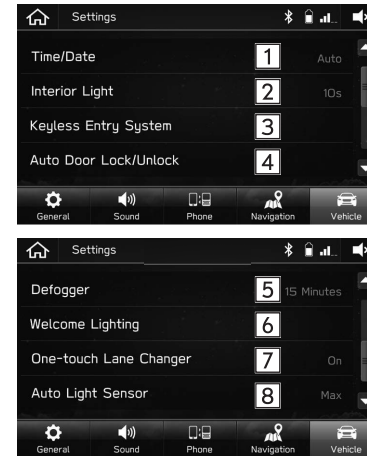 Settings
Time/Date 1 Auto
Interior Light 2 10s
Keyless Entry System 3
Auto Door Lock/Unlock 4
General Sound Phone Navigation Vehicle
Settings
Defogger 5 15 Minutes
Welcome Lighting 6
One-touch Lane Changer 7 On
Auto Light Sensor 8 Max
General Sound Phone Navigation Vehicle